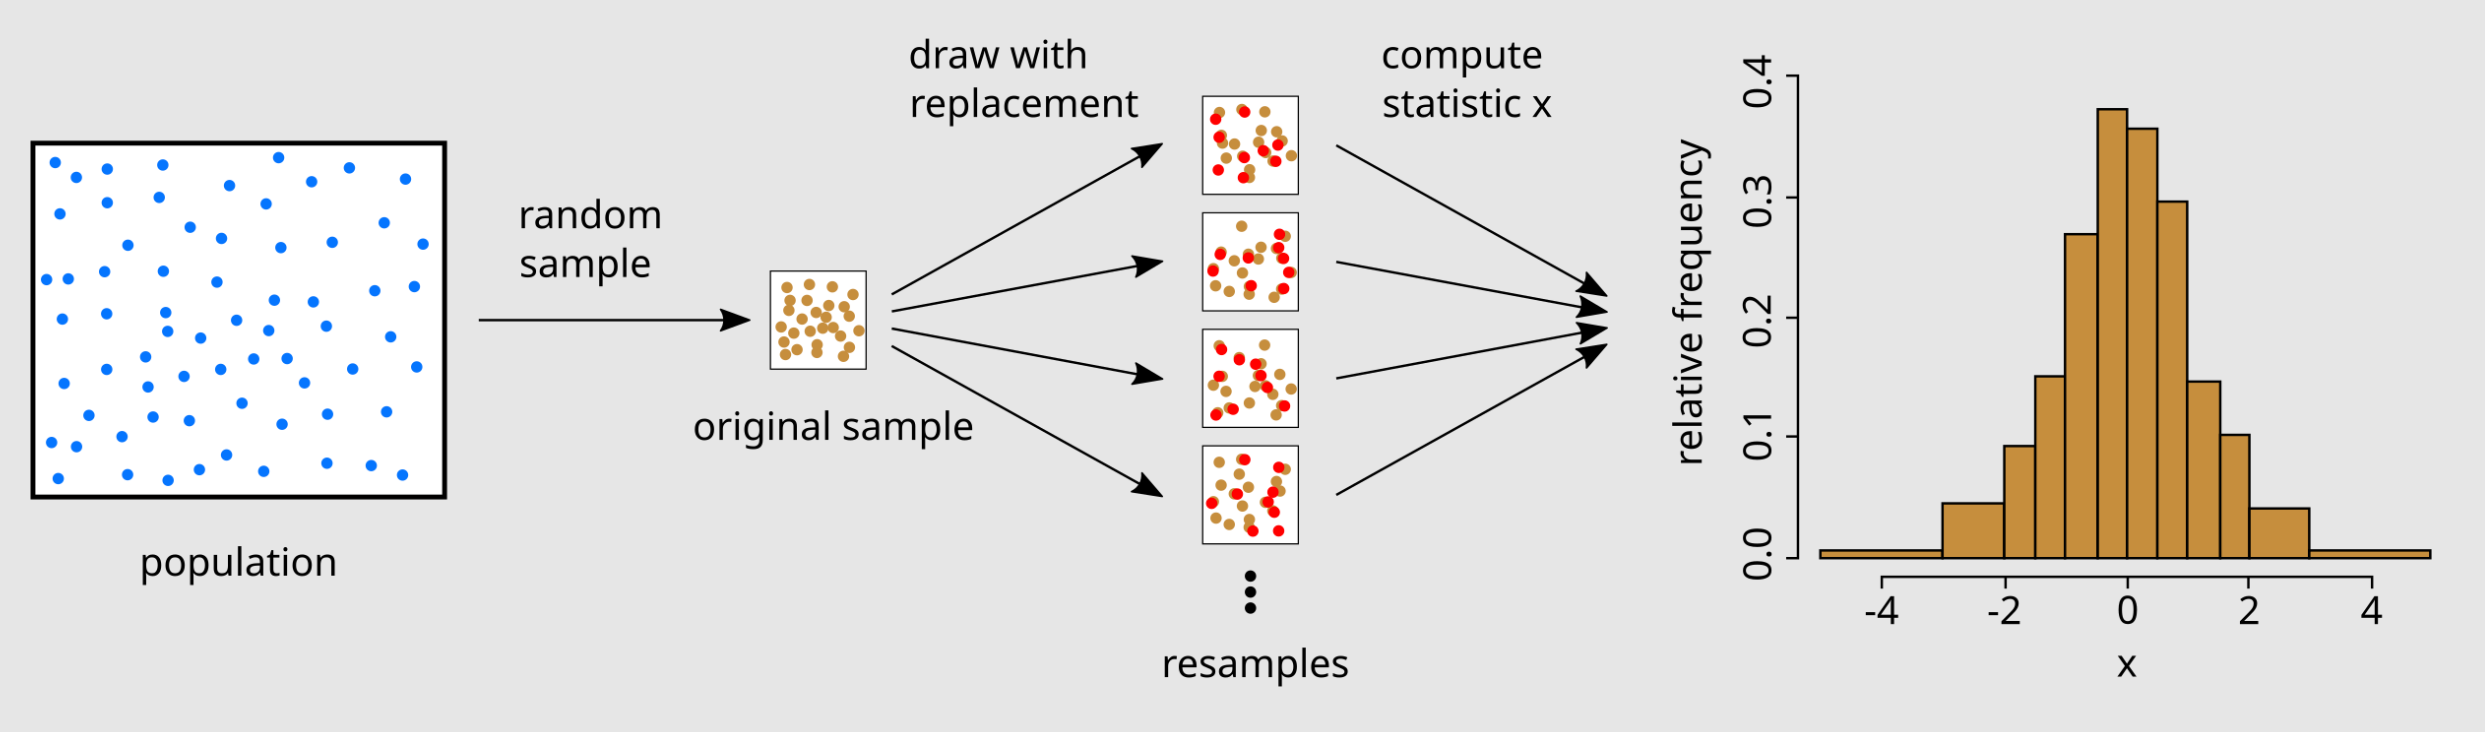 population
random
sample
original sample
draw with
replacement
resamples
compute
statistic x
relative frequency
0.0
0.1
0.2
0.3
0.4
-4
-2
0
2
4
x